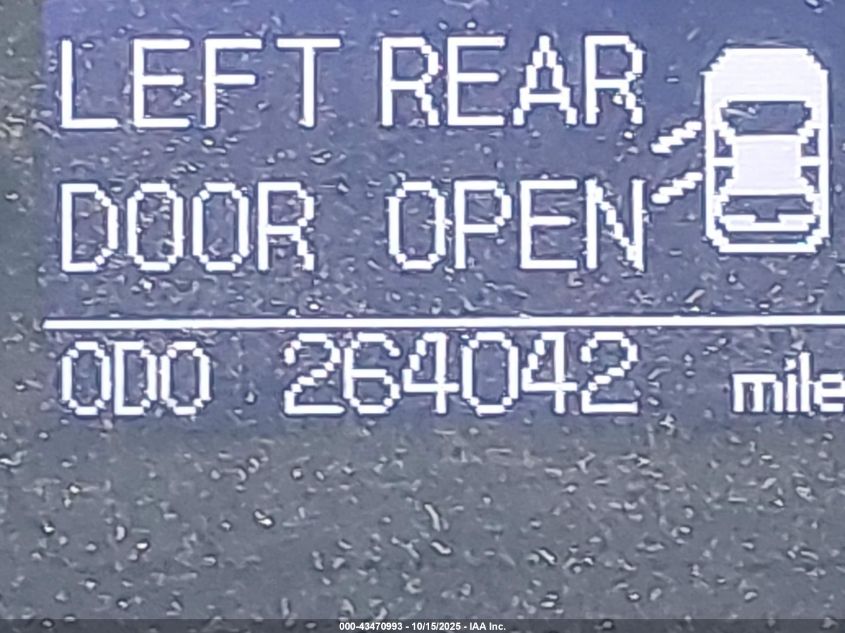 LEFT REAR
DOOR OPEN
ODO 264042 mile
000-43470993 - 10/15/2025 - IAA Inc.